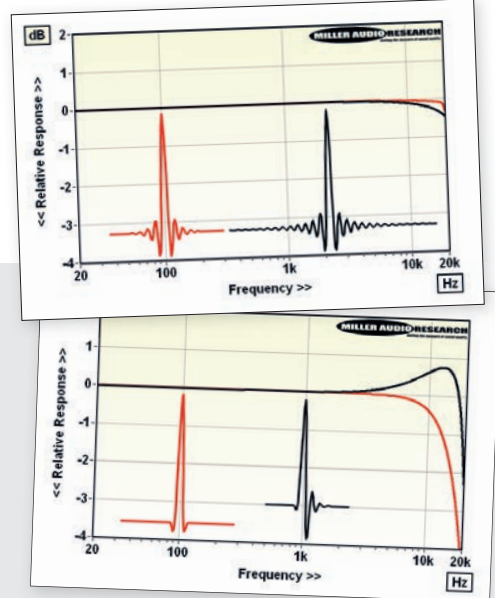 dB
MILLER AUDIO RESEARCH
2
1
0
-1
-2
-3
-4
<< Relative Response >>
20
100
1k
10k
20k
Frequency >>
Hz
MILLER AUDIO RESEARCH
1
0
-1
-2
-3
-4
<< Relative Response >>
20
100
1k
10k
20k
Frequency >>
Hz